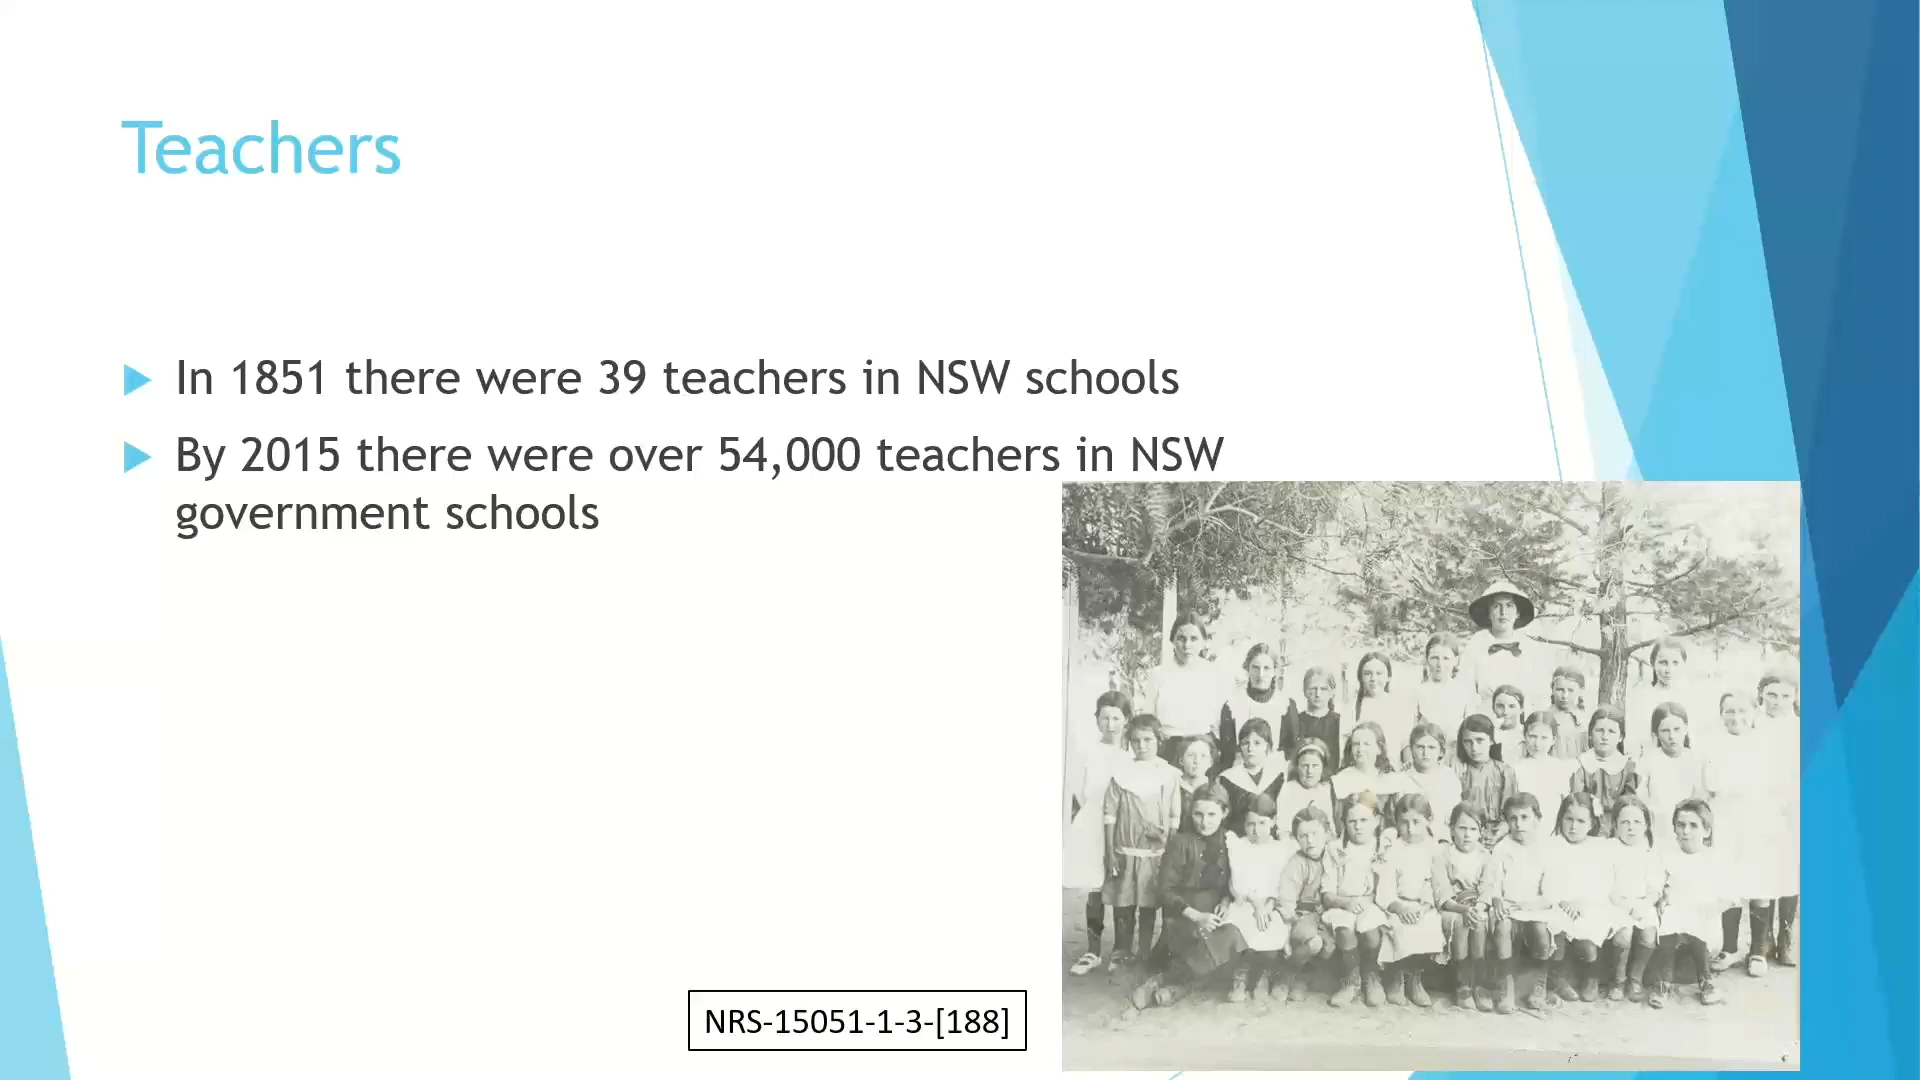 Teachers
In 1851 there were 39 teachers in NSW schools
By 2015 there were over 54,000 teachers in NSW
government schools
NRS-15051-1-3-[188]